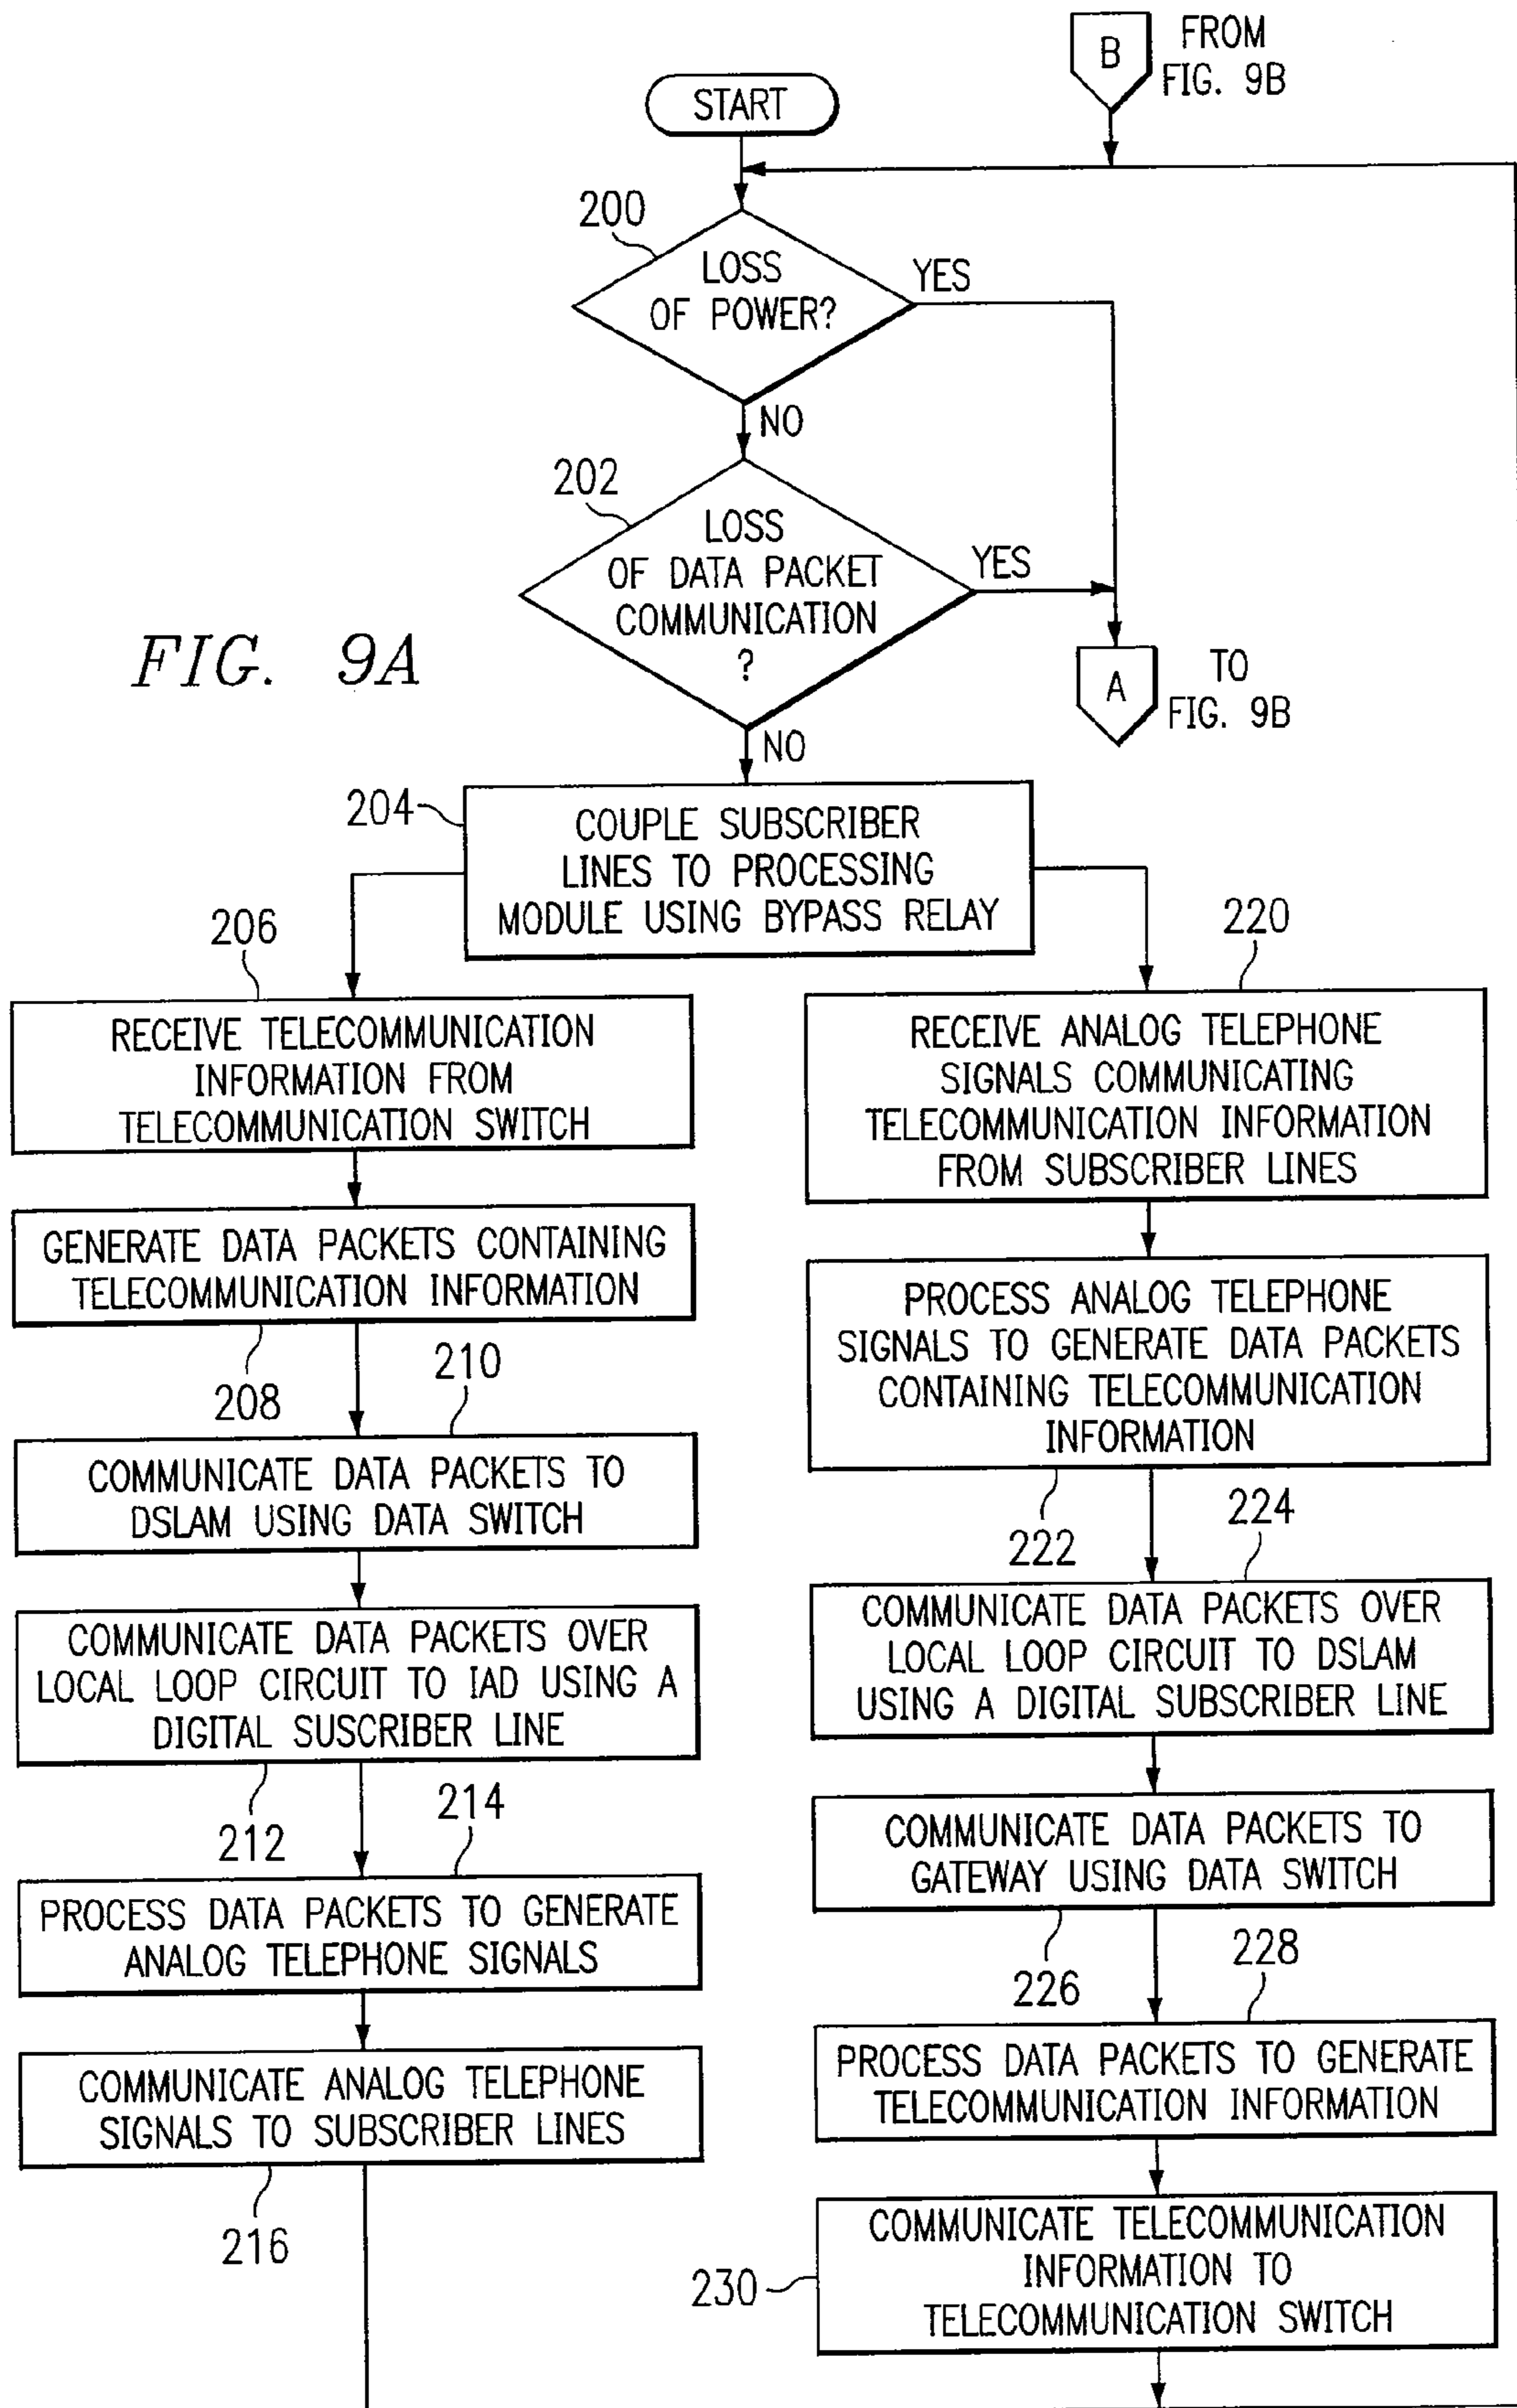 B
FROM
FIG. 9B
START
200
LOSS
OF POWER?
YES
NO
202
LOSS
OF DATA PACKET
COMMUNICATION
?
YES
FIG. 9A
A
TO
FIG. 9B
NO
204
COUPLE SUBSCRIBER
LINES TO PROCESSING
MODULE USING BYPASS RELAY
206
RECEIVE TELECOMMUNICATION
INFORMATION FROM
TELECOMMUNICATION SWITCH
GENERATE DATA PACKETS CONTAINING
TELECOMMUNICATION INFORMATION
208
210
COMMUNICATE DATA PACKETS TO
DSLAM USING DATA SWITCH
COMMUNICATE DATA PACKETS OVER
LOCAL LOOP CIRCUIT TO IAD USING A
DIGITAL SUSCRIBER LINE
212
214
PROCESS DATA PACKETS TO GENERATE
ANALOG TELEPHONE SIGNALS
COMMUNICATE ANALOG TELEPHONE
SIGNALS TO SUBSCRIBER LINES
216
220
RECEIVE ANALOG TELEPHONE
SIGNALS COMMUNICATING
TELECOMMUNICATION INFORMATION
FROM SUBSCRIBER LINES
PROCESS ANALOG TELEPHONE
SIGNALS TO GENERATE DATA PACKETS
CONTAINING TELECOMMUNICATION
INFORMATION
222
224
COMMUNICATE DATA PACKETS OVER
LOCAL LOOP CIRCUIT TO DSLAM
USING A DIGITAL SUBSCRIBER LINE
COMMUNICATE DATA PACKETS TO
GATEWAY USING DATA SWITCH
226
228
PROCESS DATA PACKETS TO GENERATE
TELECOMMUNICATION INFORMATION
COMMUNICATE TELECOMMUNICATION
INFORMATION TO
TELECOMMUNICATION SWITCH
230